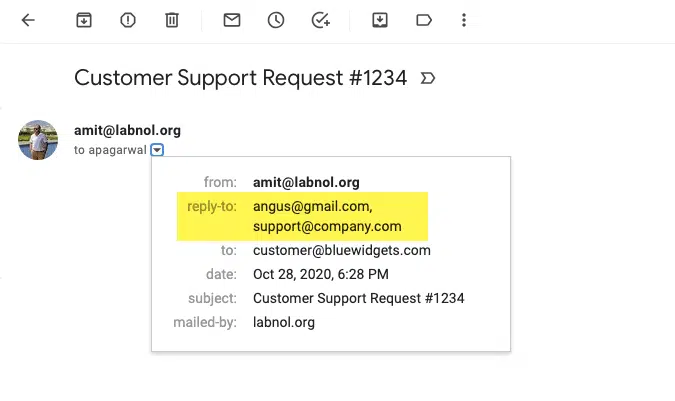 Customer Support Request #1234
amit@labnol.org
to apagarwal
from: amit@labnol.org
reply-to: angus@gmail.com,
support@company.com
to: customer@bluewidgets.com
date: Oct 28, 2020, 6:28 PM
subject: Customer Support Request #1234
mailed-by: labnol.org